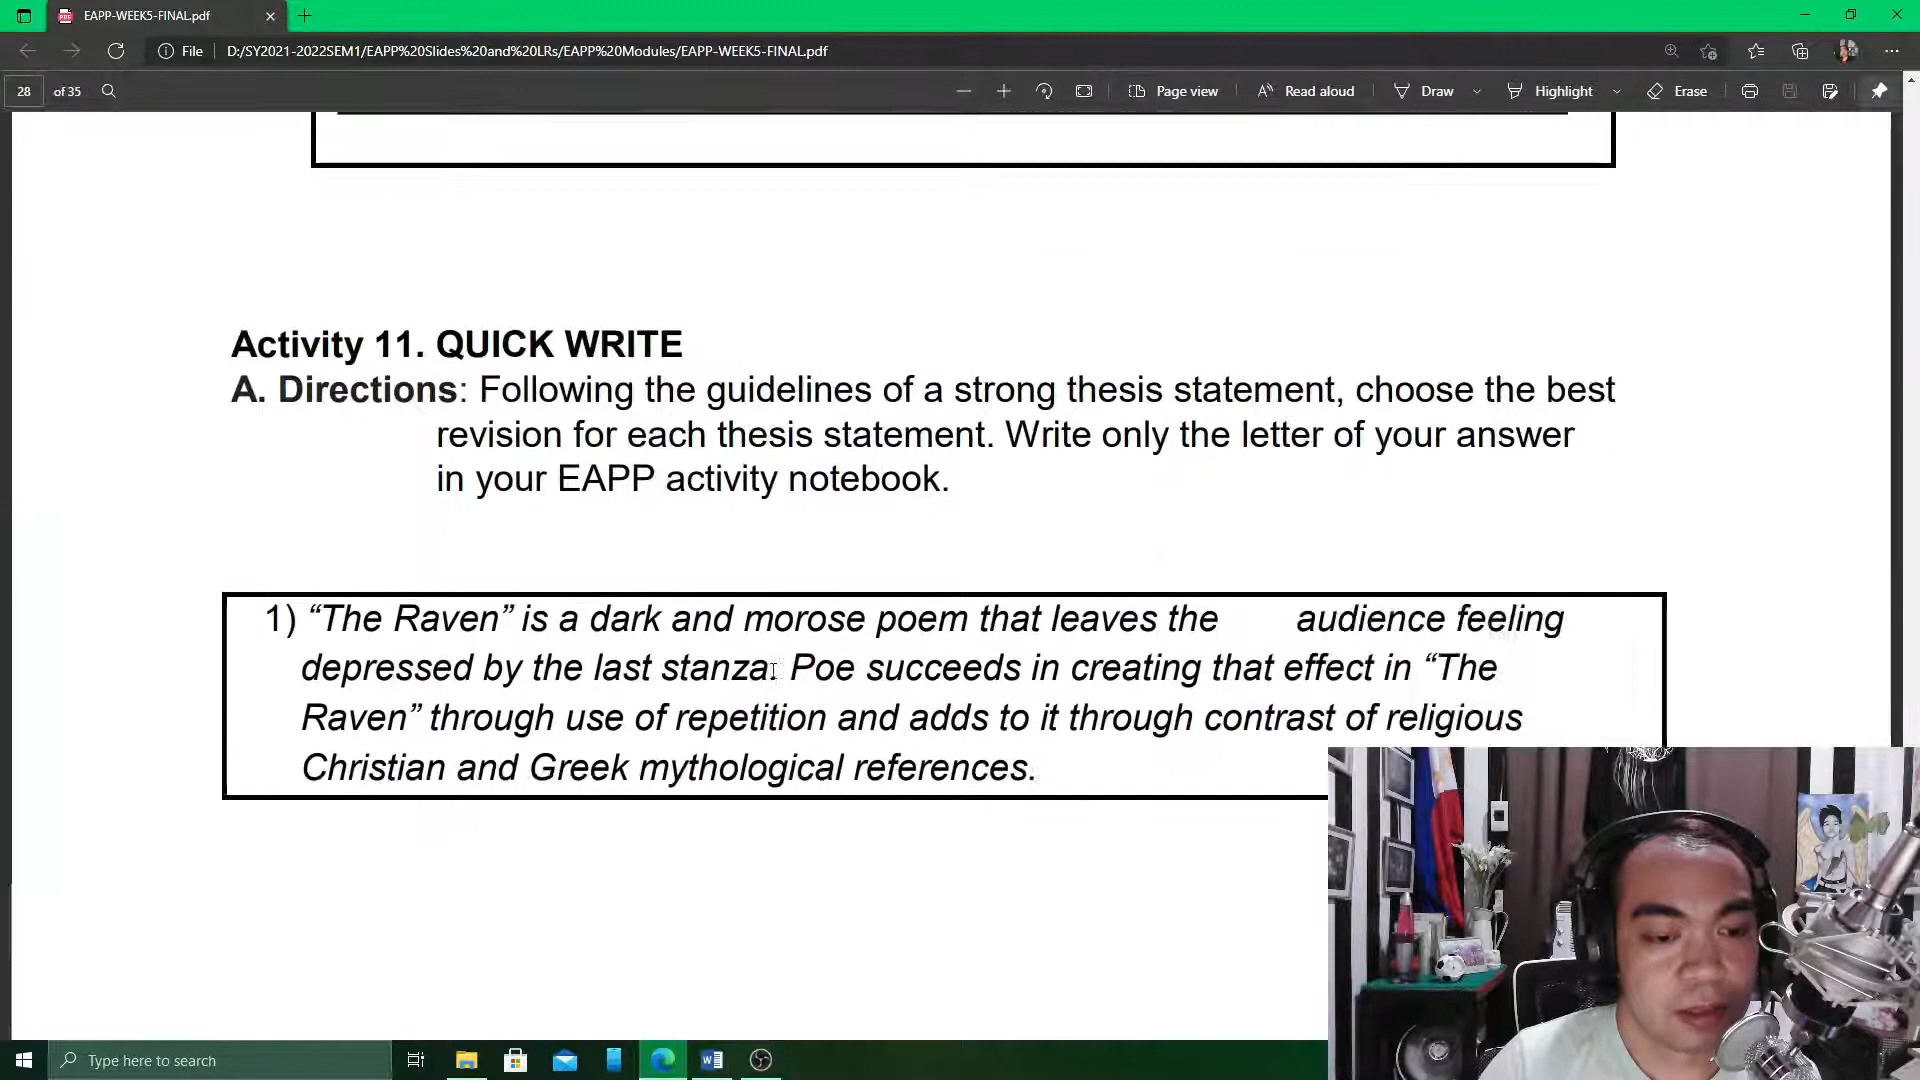 EAPP-WEEK5-FINAL.pdf
File D:/SY2021-2022SEM1/EAPP%20Slides%20and%20LRs/EAPP%20Modules/EAPP-WEEK5-FINAL.pdf
28 of 35 Page view Read aloud Draw Highlight Erase
Activity 11. QUICK WRITE
A. Directions: Following the guidelines of a strong thesis statement, choose the best
revision for each thesis statement. Write only the letter of your answer
in your EAPP activity notebook.
1) “The Raven” is a dark and morose poem that leaves the audience feeling
depressed by the last stanza. Poe succeeds in creating that effect in “The
Raven” through use of repetition and adds to it through contrast of religious
Christian and Greek mythological references.
Type here to search